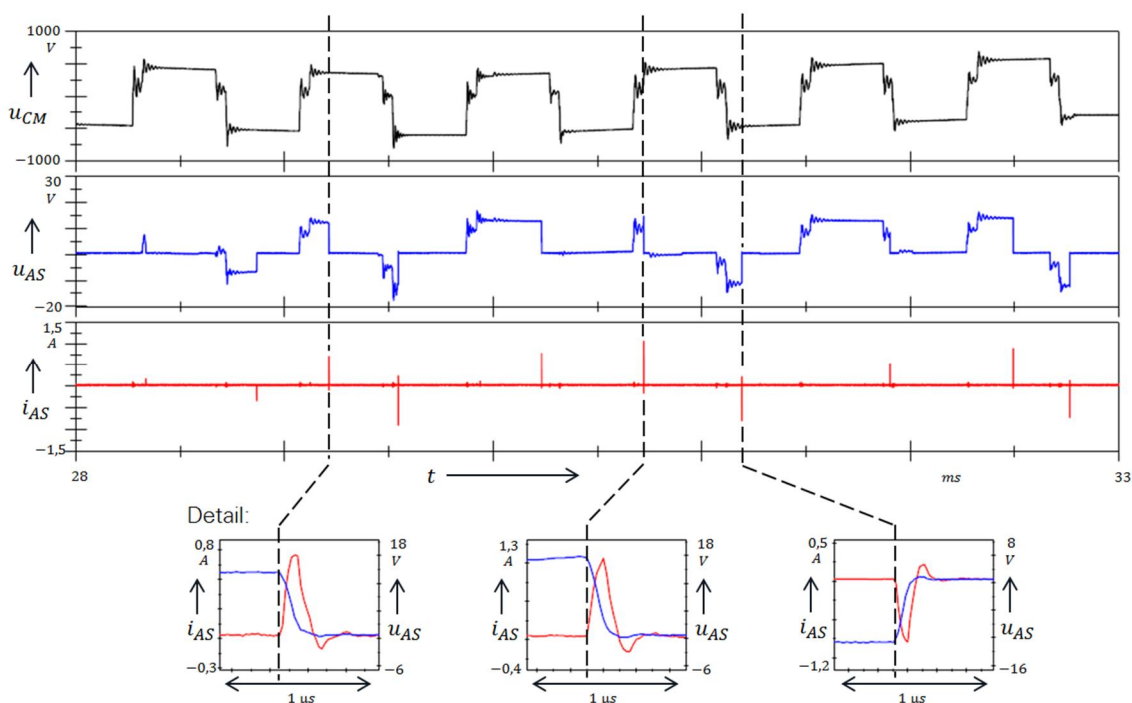 1000
V
u_CM
−1000
30
V
u_AS
−20
1,5
A
i_AS
−1,5
28 t ms 33
Detail:
0,8 18
A V
i_AS u_AS
−0,3 −6
1 us
1,3 18
A V
i_AS u_AS
−0,4 −6
1 us
0,5 8
A V
i_AS u_AS
−1,2 −16
1 us